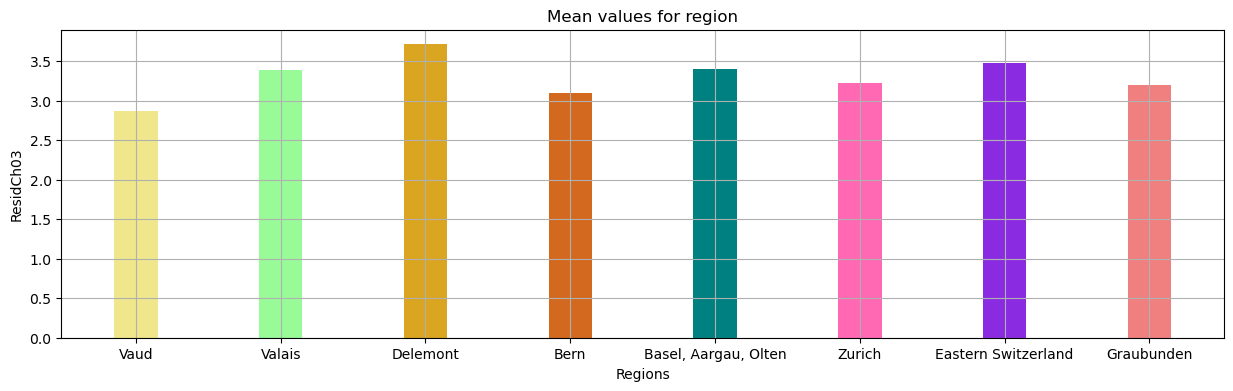 Mean values for region
ResidCh03
3.5
3.0
2.5
2.0
1.5
1.0
0.5
0.0
Vaud Valais Delemont Bern Basel, Aargau, Olten Zurich Eastern Switzerland Graubunden
Regions